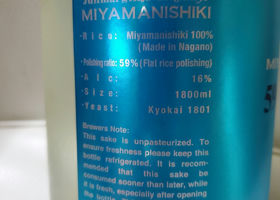 MIYAMANISHIKI
• Rice: Miyamanishiki 100%
(Made in Nagano)
• Polishing ratio: 59% (Flat rice polishing)
• Alc: 16%
• Size: 1800ml
• Yeast: Kyokai 1801
Brewers Note:
This sake is unpasteurized. To
ensure freshness please keep this
bottle refrigerated. It is recom-
mended that this sake be
consumed sooner than later, while
it is fresh, especially after opening
the bottle.